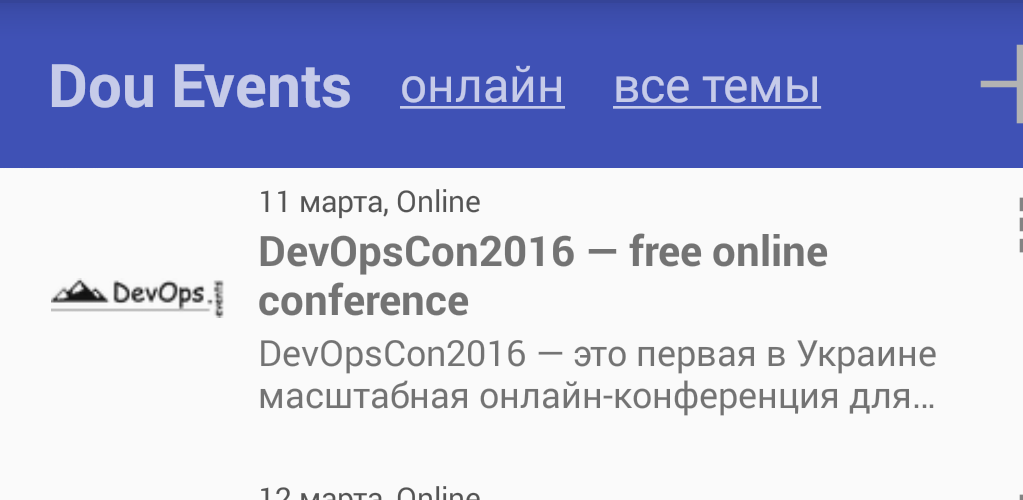 Dou Events онлайн все темы
11 марта, Online
DevOpsCon2016 — free online
conference
DevOps.events
DevOpsCon2016 — это первая в Украине
масштабная онлайн-конференция для...
12 марта, Online